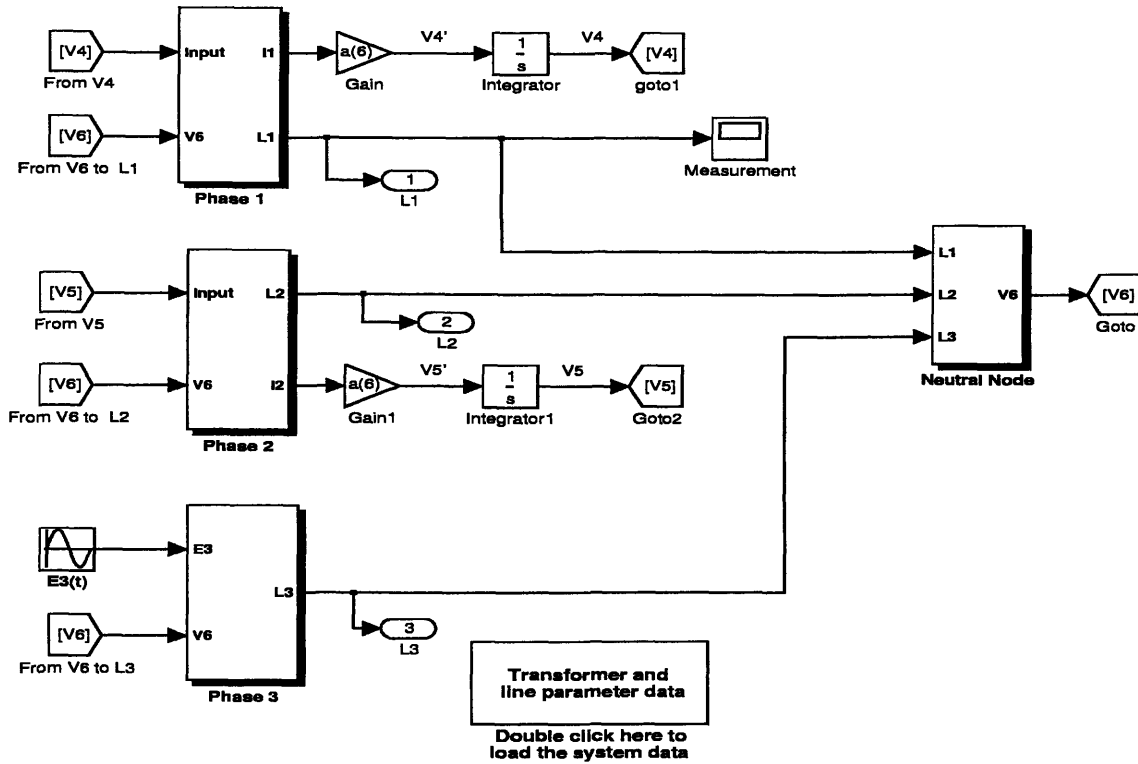 [V4]
From V4
[V6]
From V6 to L1
Input
V6
I1
L1
Phase 1
a(6)
Gain
V4'
1
s
Integrator
V4
[V4]
goto1
1
L1
Measurement
[V5]
From V5
[V6]
From V6 to L2
Input
V6
L2
I2
Phase 2
2
L2
a(6)
Gain1
V5'
1
s
Integrator1
V5
[V5]
Goto2
L1
L2
L3
V6
Neutral Node
[V6]
Goto
E3(t)
[V6]
From V6 to L3
E3
V6
L3
Phase 3
3
L3
Transformer and
line parameter data
Double click here to
load the system data